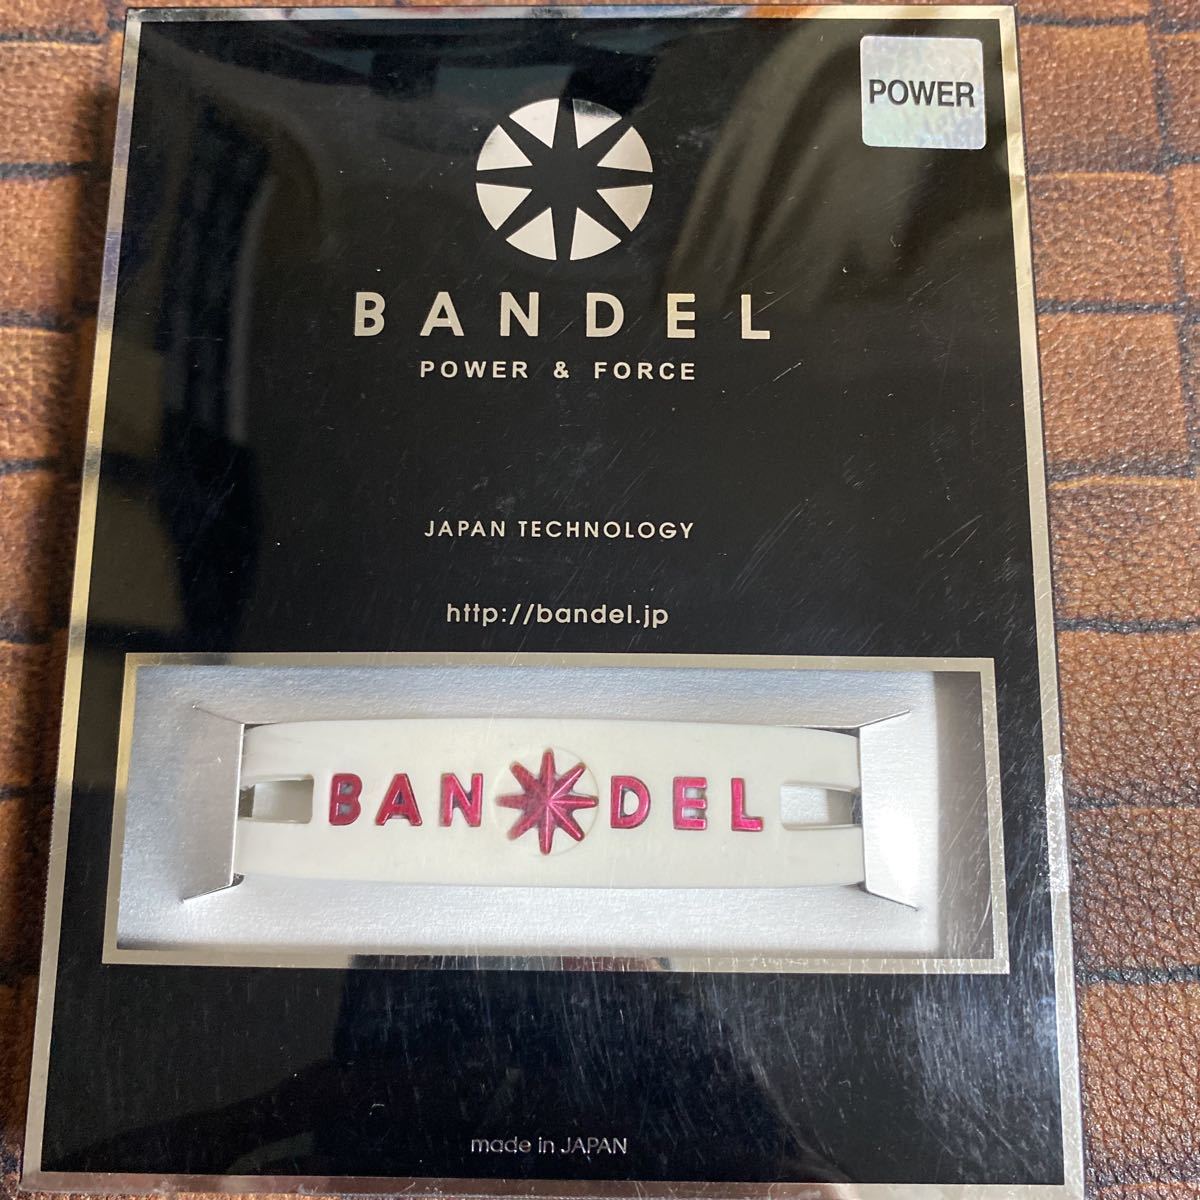 POWER
BANDEL
POWER & FORCE
JAPAN TECHNOLOGY
http://bandel.jp
BANDEL
made in JAPAN